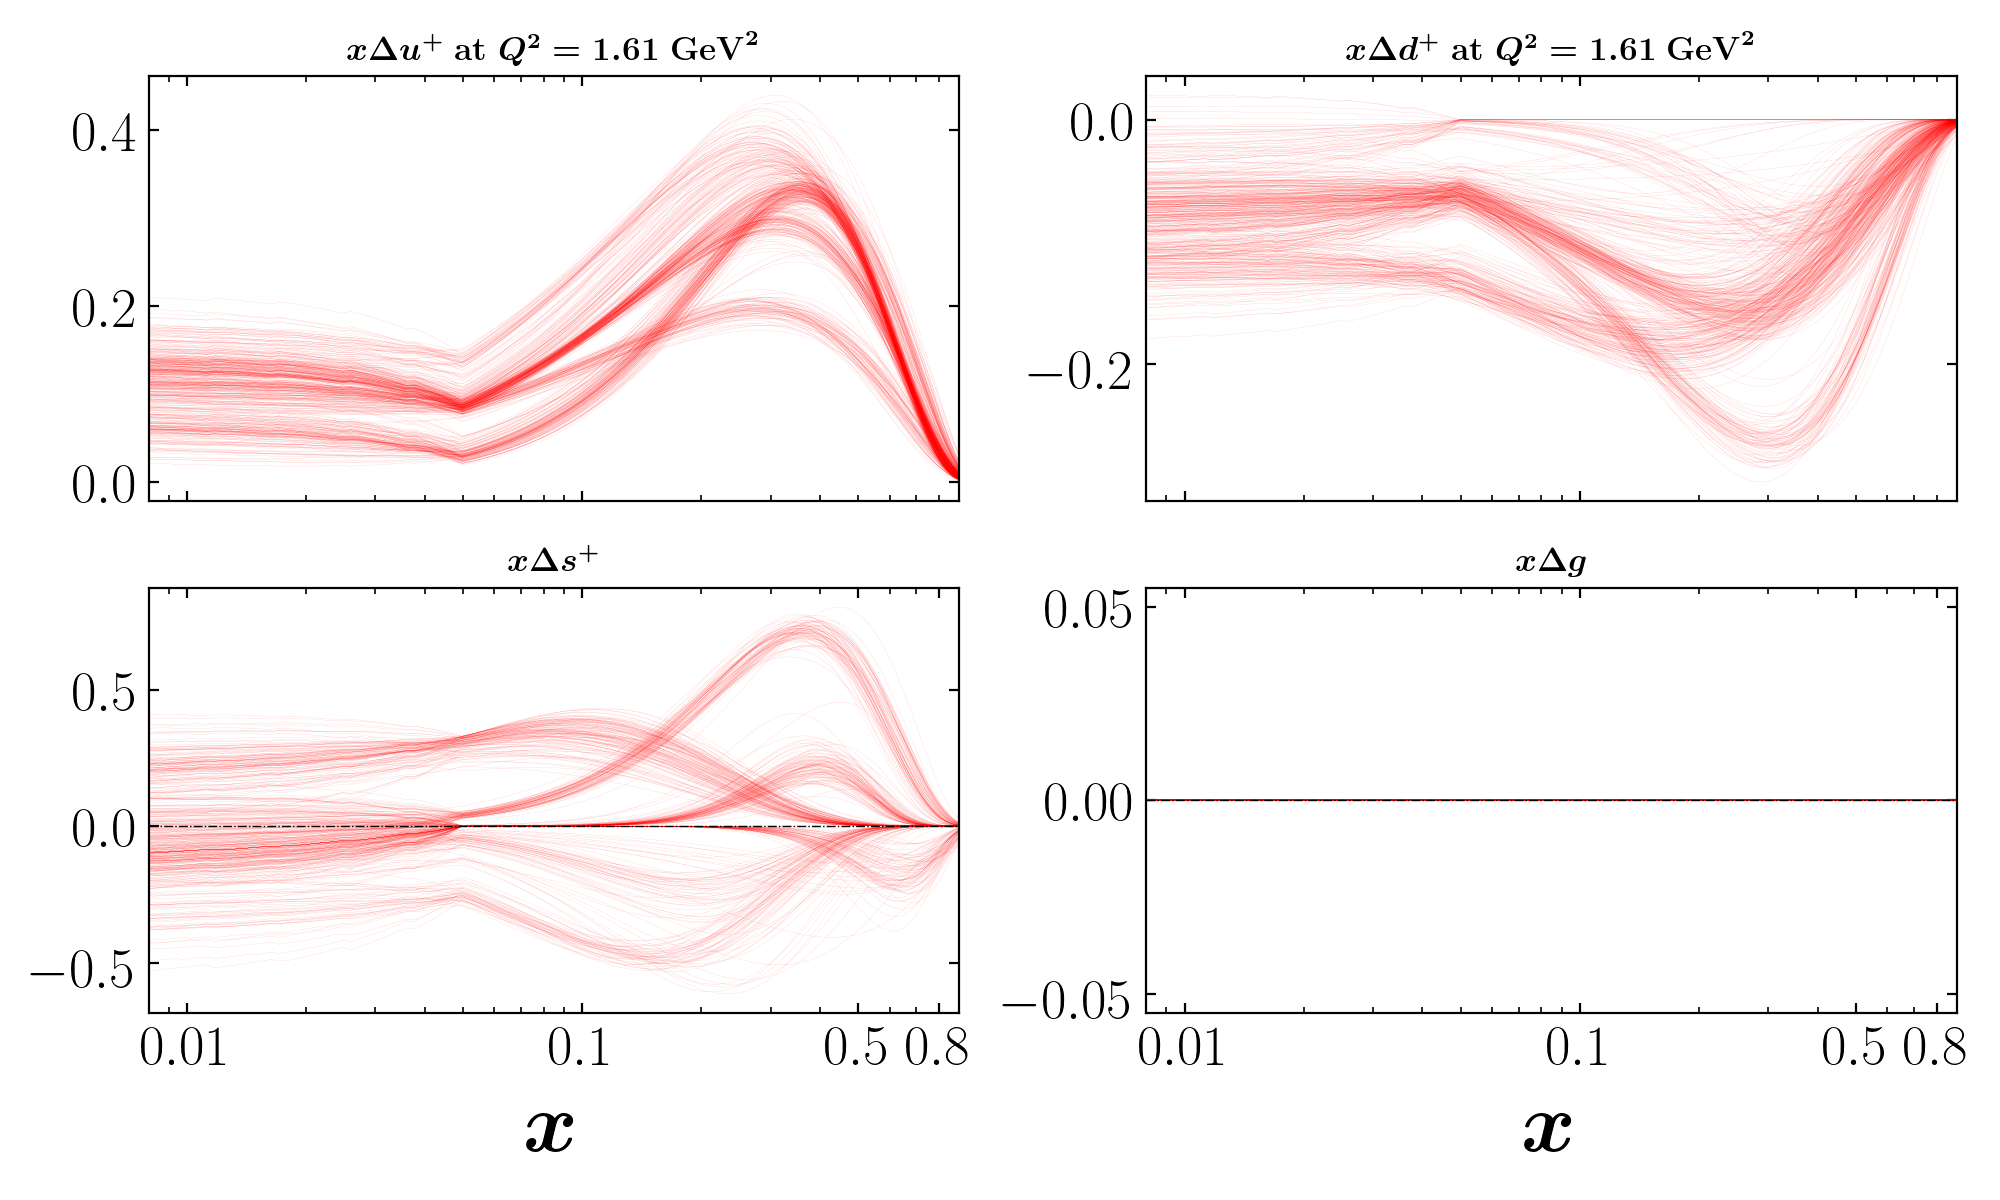 xΔu⁺ at Q² = 1.61 GeV²
xΔd⁺ at Q² = 1.61 GeV²
0.4
0.2
0.0
0.0
−0.2
xΔs⁺
xΔg
0.5
0.0
−0.5
0.05
0.00
−0.05
0.01 0.1 0.5 0.8
0.01 0.1 0.5 0.8
x
x